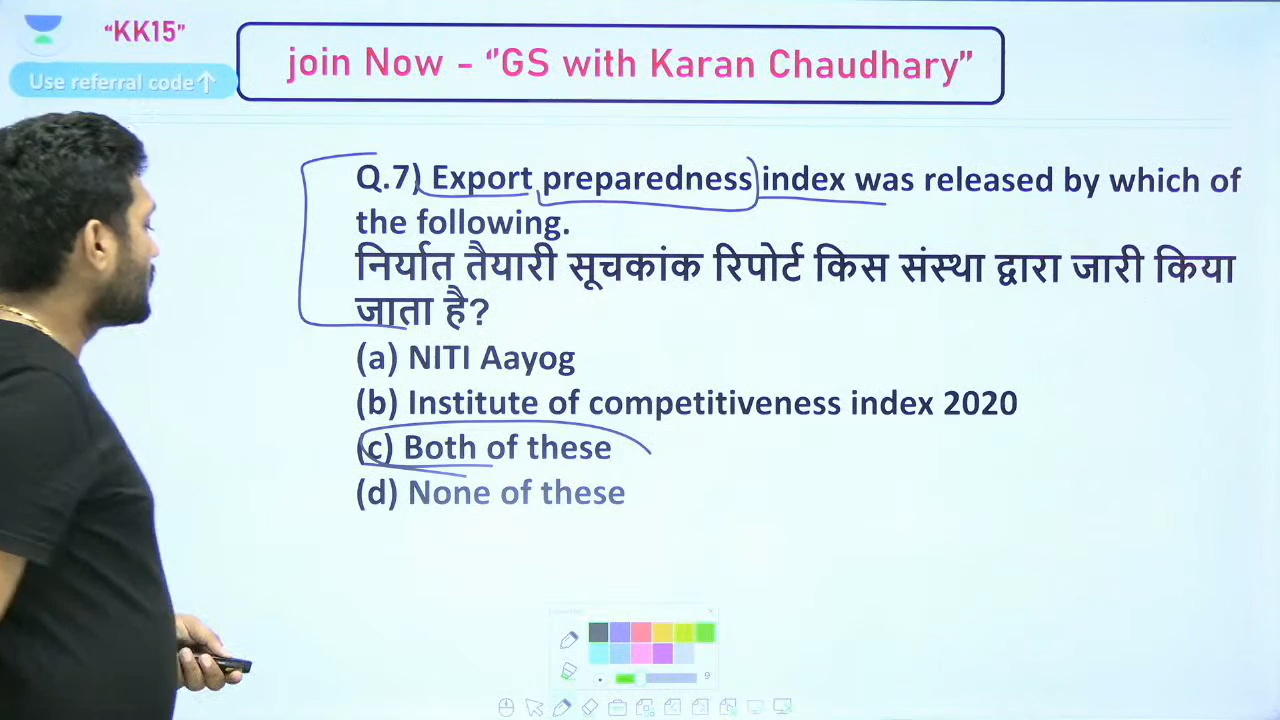 "KK15"
Use referral code↑
join Now - "GS with Karan Chaudhary"
Q.7) Export preparedness index was released by which of
the following.
निर्यात तैयारी सूचकांक रिपोर्ट किस संस्था द्वारा जारी किया
जाता है?
(a) NITI Aayog
(b) Institute of competitiveness index 2020
(c) Both of these
(d) None of these
9